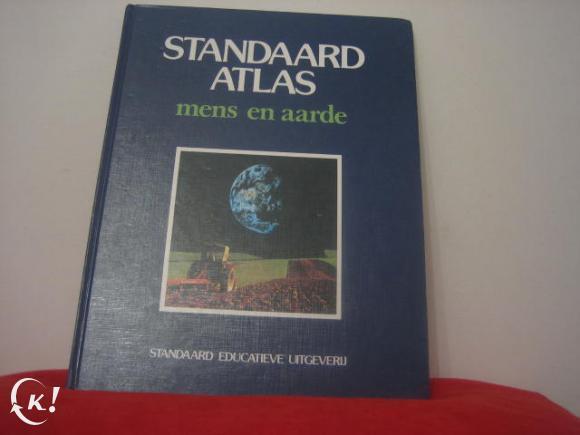 STANDAARD
ATLAS
mens en aarde
STANDAARD EDUCATIEVE UITGEVERIJ
K!